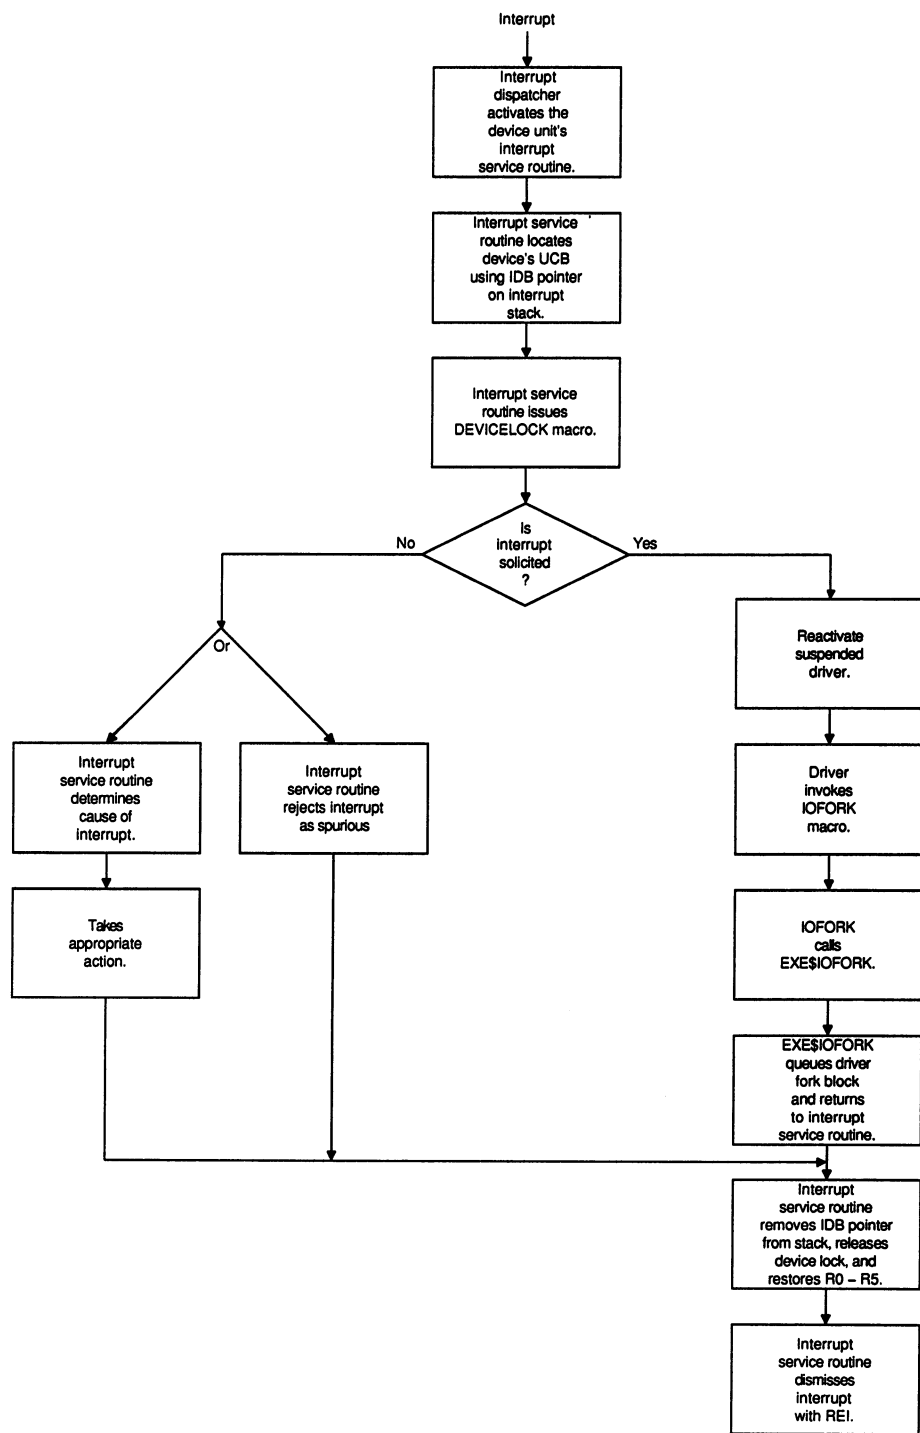 Interrupt
Interrupt
dispatcher
activates the
device unit's
interrupt
service routine.
Interrupt service
routine locates
device's UCB
using IDB pointer
on interrupt
stack.
Interrupt service
routine issues
DEVICELOCK macro.
Is
interrupt
solicited
?
No
Yes
Or
Interrupt
service routine
determines
cause of
interrupt.
Takes
appropriate
action.
Interrupt
service routine
rejects interrupt
as spurious
Reactivate
suspended
driver.
Driver
invokes
IOFORK
macro.
IOFORK
calls
EXE$IOFORK.
EXE$IOFORK
queues driver
fork block
and returns
to interrupt
service routine.
Interrupt
service routine
removes IDB pointer
from stack, releases
device lock, and
restores R0 – R5.
Interrupt
service routine
dismisses
interrupt
with REI.